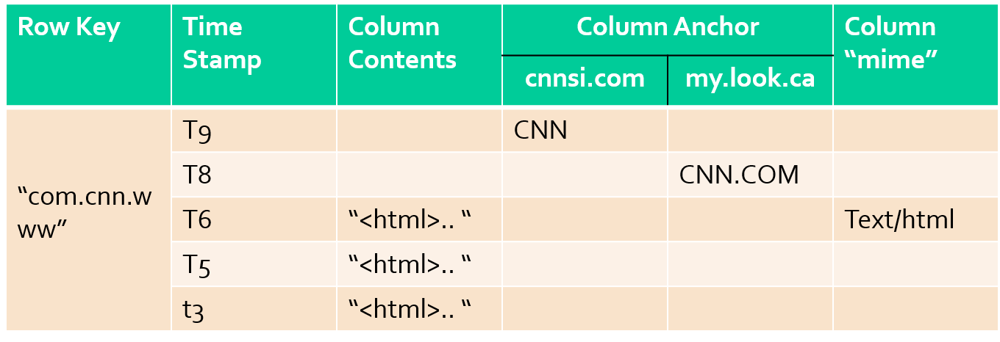 Row Key
Time
Stamp
Column
Contents
Column Anchor
cnnsi.com
my.look.ca
Column
“mime”
“com.cnn.w
ww”
T9
CNN
T8
CNN.COM
T6
“<html>.. “
Text/html
T5
“<html>.. “
t3
“<html>.. “